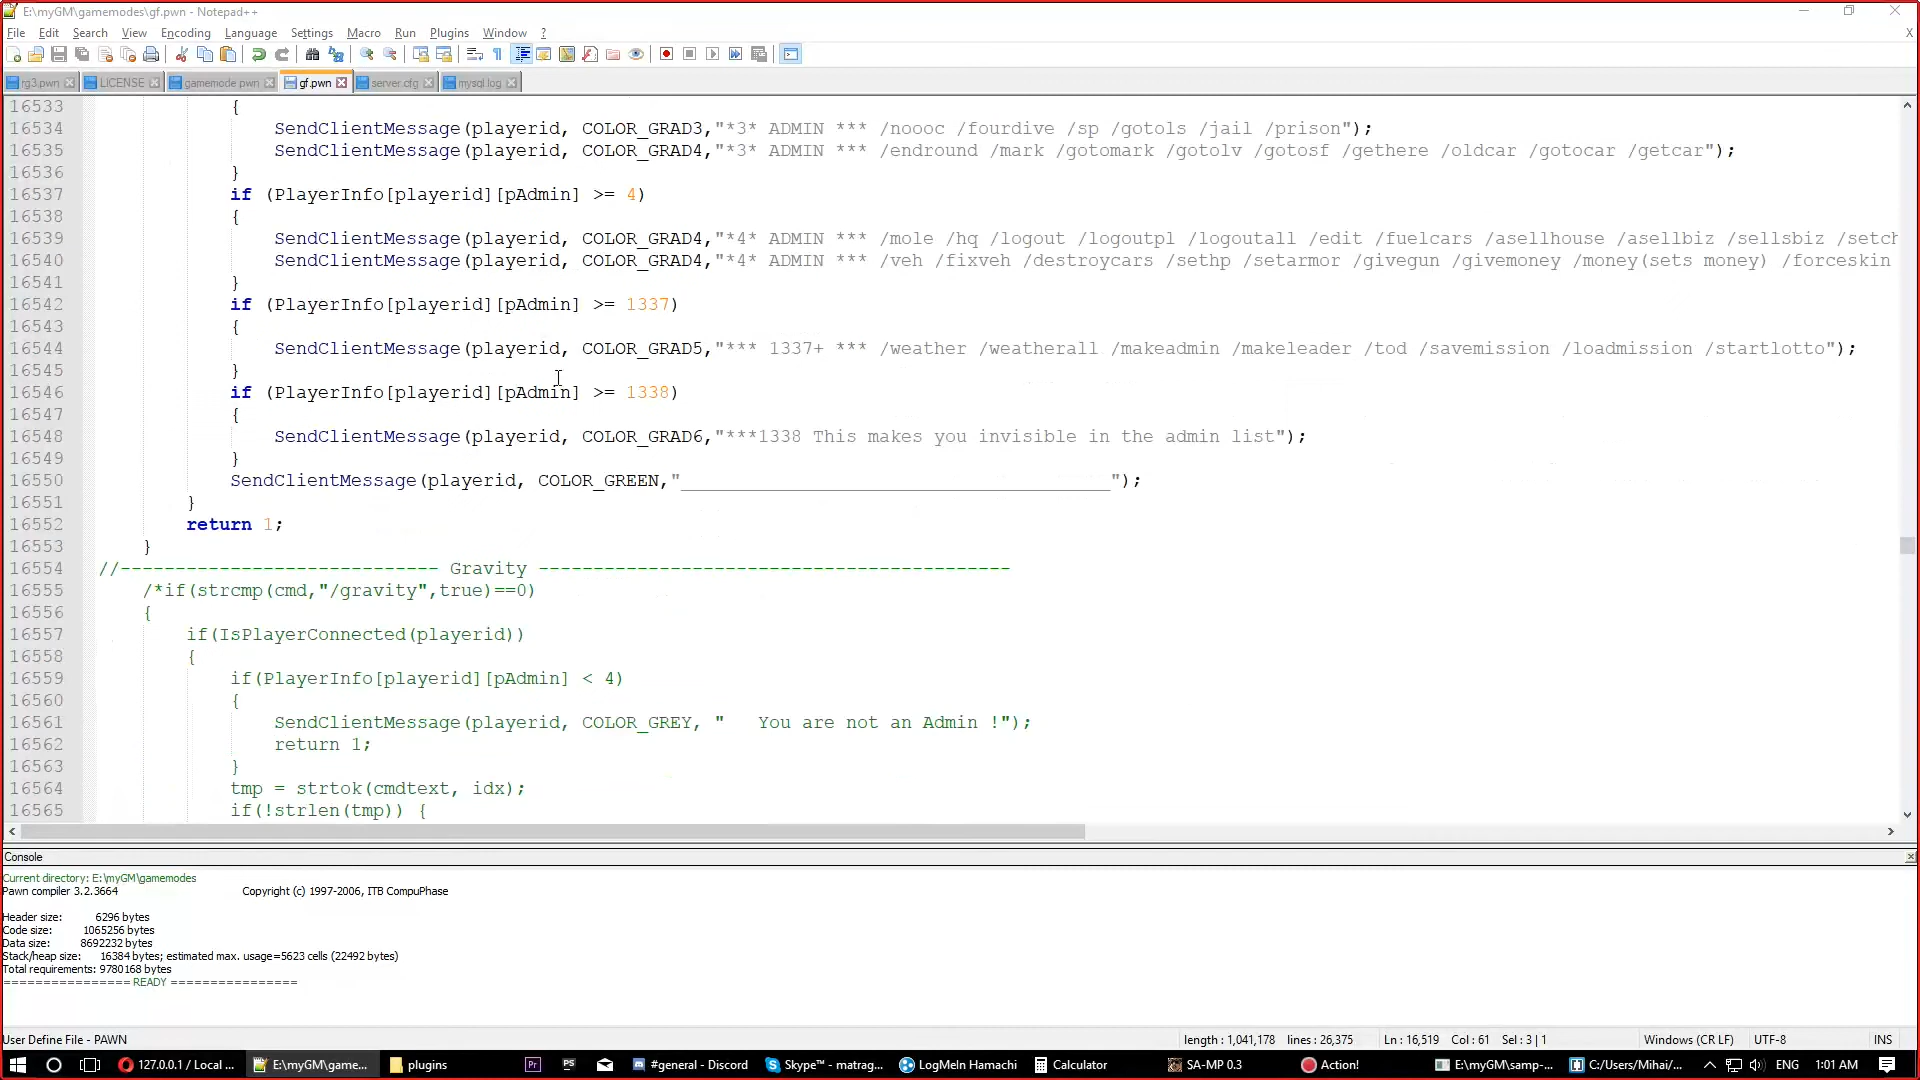 E:\myGM\gamemodes\gf.pwn - Notepad++
File Edit Search View Encoding Language Settings Macro Run Plugins Window ? X
rg3.pwn LICENSE gamemode.pwn gf.pwn server.cfg mysql.log
16533 {
16534 SendClientMessage(playerid, COLOR_GRAD3,"*3* ADMIN *** /noooc /fourdive /sp /gotols /jail /prison");
16535 SendClientMessage(playerid, COLOR_GRAD4,"*3* ADMIN *** /endround /mark /gotomark /gotolv /gotosf /gethere /oldcar /gotocar /getcar");
16536 }
16537 if (PlayerInfo[playerid][pAdmin] >= 4)
16538 {
16539 SendClientMessage(playerid, COLOR_GRAD4,"*4* ADMIN *** /mole /hq /logout /logoutpl /logoutall /edit /fuelcars /asellhouse /asellbiz /sellsbiz /setch
16540 SendClientMessage(playerid, COLOR_GRAD4,"*4* ADMIN *** /veh /fixveh /destroycars /sethp /setarmor /givegun /givemoney /money(sets money) /forceskin
16541 }
16542 if (PlayerInfo[playerid][pAdmin] >= 1337)
16543 {
16544 SendClientMessage(playerid, COLOR_GRAD5,"*** 1337+ *** /weather /weatherall /makeadmin /makeleader /tod /savemission /loadmission /startlotto");
16545 }
16546 if (PlayerInfo[playerid][pAdmin] >= 1338)
16547 {
16548 SendClientMessage(playerid, COLOR_GRAD6,"***1338 This makes you invisible in the admin list");
16549 }
16550 SendClientMessage(playerid, COLOR_GREEN,"_______________________________________");
16551 }
16552 return 1;
16553 }
16554 //----------------------------- Gravity -------------------------------------------
16555 /*if(strcmp(cmd,"/gravity",true)==0)
16556 {
16557 if(IsPlayerConnected(playerid))
16558 {
16559 if(PlayerInfo[playerid][pAdmin] < 4)
16560 {
16561 SendClientMessage(playerid, COLOR_GREY, "   You are not an Admin !");
16562 return 1;
16563 }
16564 tmp = strtok(cmdtext, idx);
16565 if(!strlen(tmp)) {
Console
Current directory: E:\myGM\gamemodes
Pawn compiler 3.2.3664 Copyright (c) 1997-2006, ITB CompuPhase
Header size: 6296 bytes
Code size: 1065256 bytes
Data size: 8692232 bytes
Stack/heap size: 16384 bytes; estimated max. usage=5623 cells (22492 bytes)
Total requirements: 9780168 bytes
================ READY ================
User Define File - PAWN length : 1,041,178 lines : 26,375 Ln : 16,519 Col : 61 Sel : 3 | 1 Windows (CR LF) UTF-8 INS
127.0.0.1 / Local ... E:\myGM\game... plugins Pr PS #general - Discord Skype™ - matrag... LogMeIn Hamachi Calculator SA-MP 0.3 Action! E:\myGM\samp-... C:/Users/Mihai/... ENG 1:01 AM